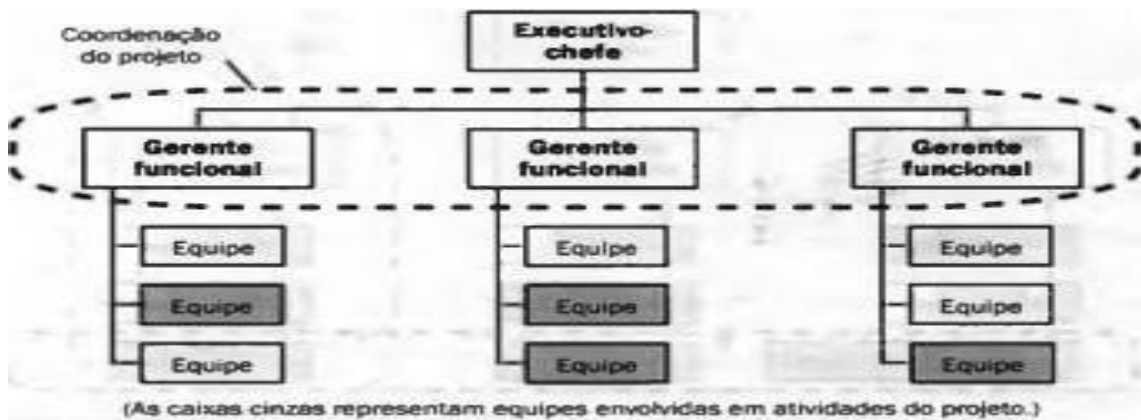 Coordenação
do projeto
Executivo-
chefe
Gerente
funcional
Gerente
funcional
Gerente
funcional
Equipe
Equipe
Equipe
Equipe
Equipe
Equipe
Equipe
Equipe
Equipe
(As caixas cinzas representam equipes envolvidas em atividades do projeto.)